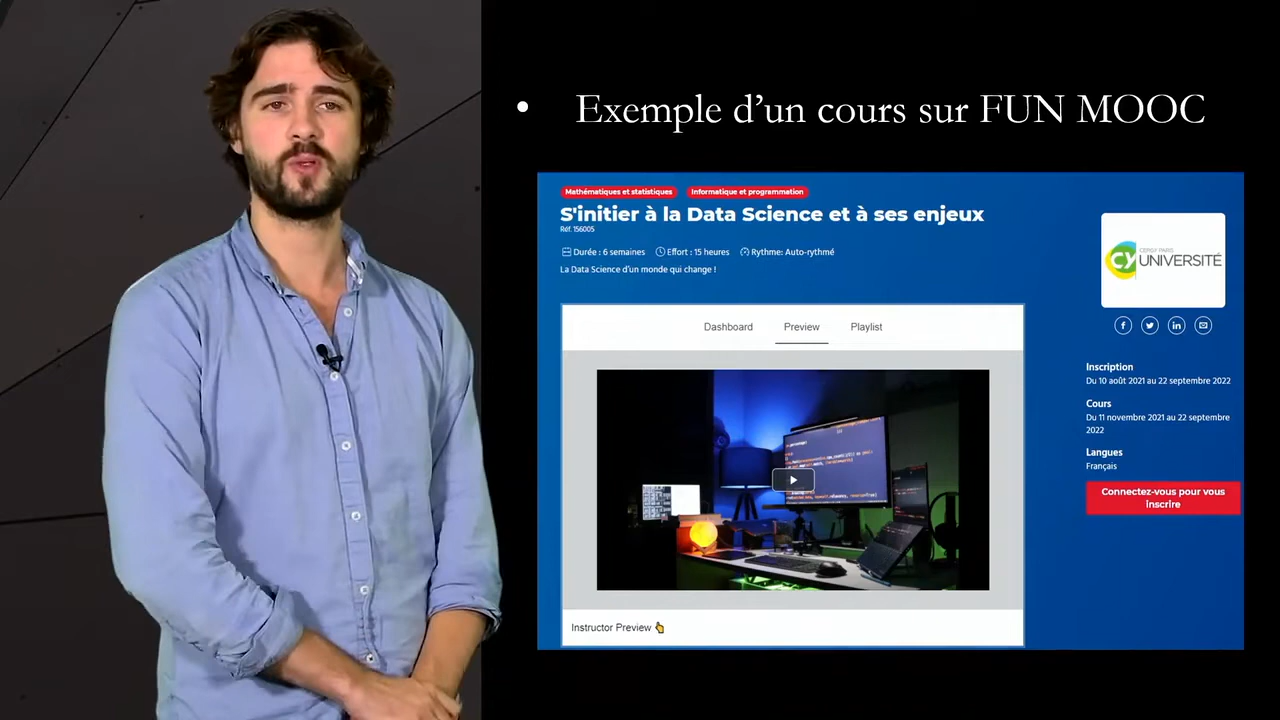 • Exemple d’un cours sur FUN MOOC
Mathématiques et statistiques Informatique et programmation
S'initier à la Data Science et à ses enjeux
Réf. 156005
Durée : 6 semaines Effort : 15 heures Rythme: Auto-rythmé
La Data Science d'un monde qui change !
Dashboard Preview Playlist
Instructor Preview 👆
CY CERGY PARIS
UNIVERSITÉ
Inscription
Du 10 août 2021 au 22 septembre 2022
Cours
Du 11 novembre 2021 au 22 septembre
2022
Langues
Français
Connectez-vous pour vous
inscrire